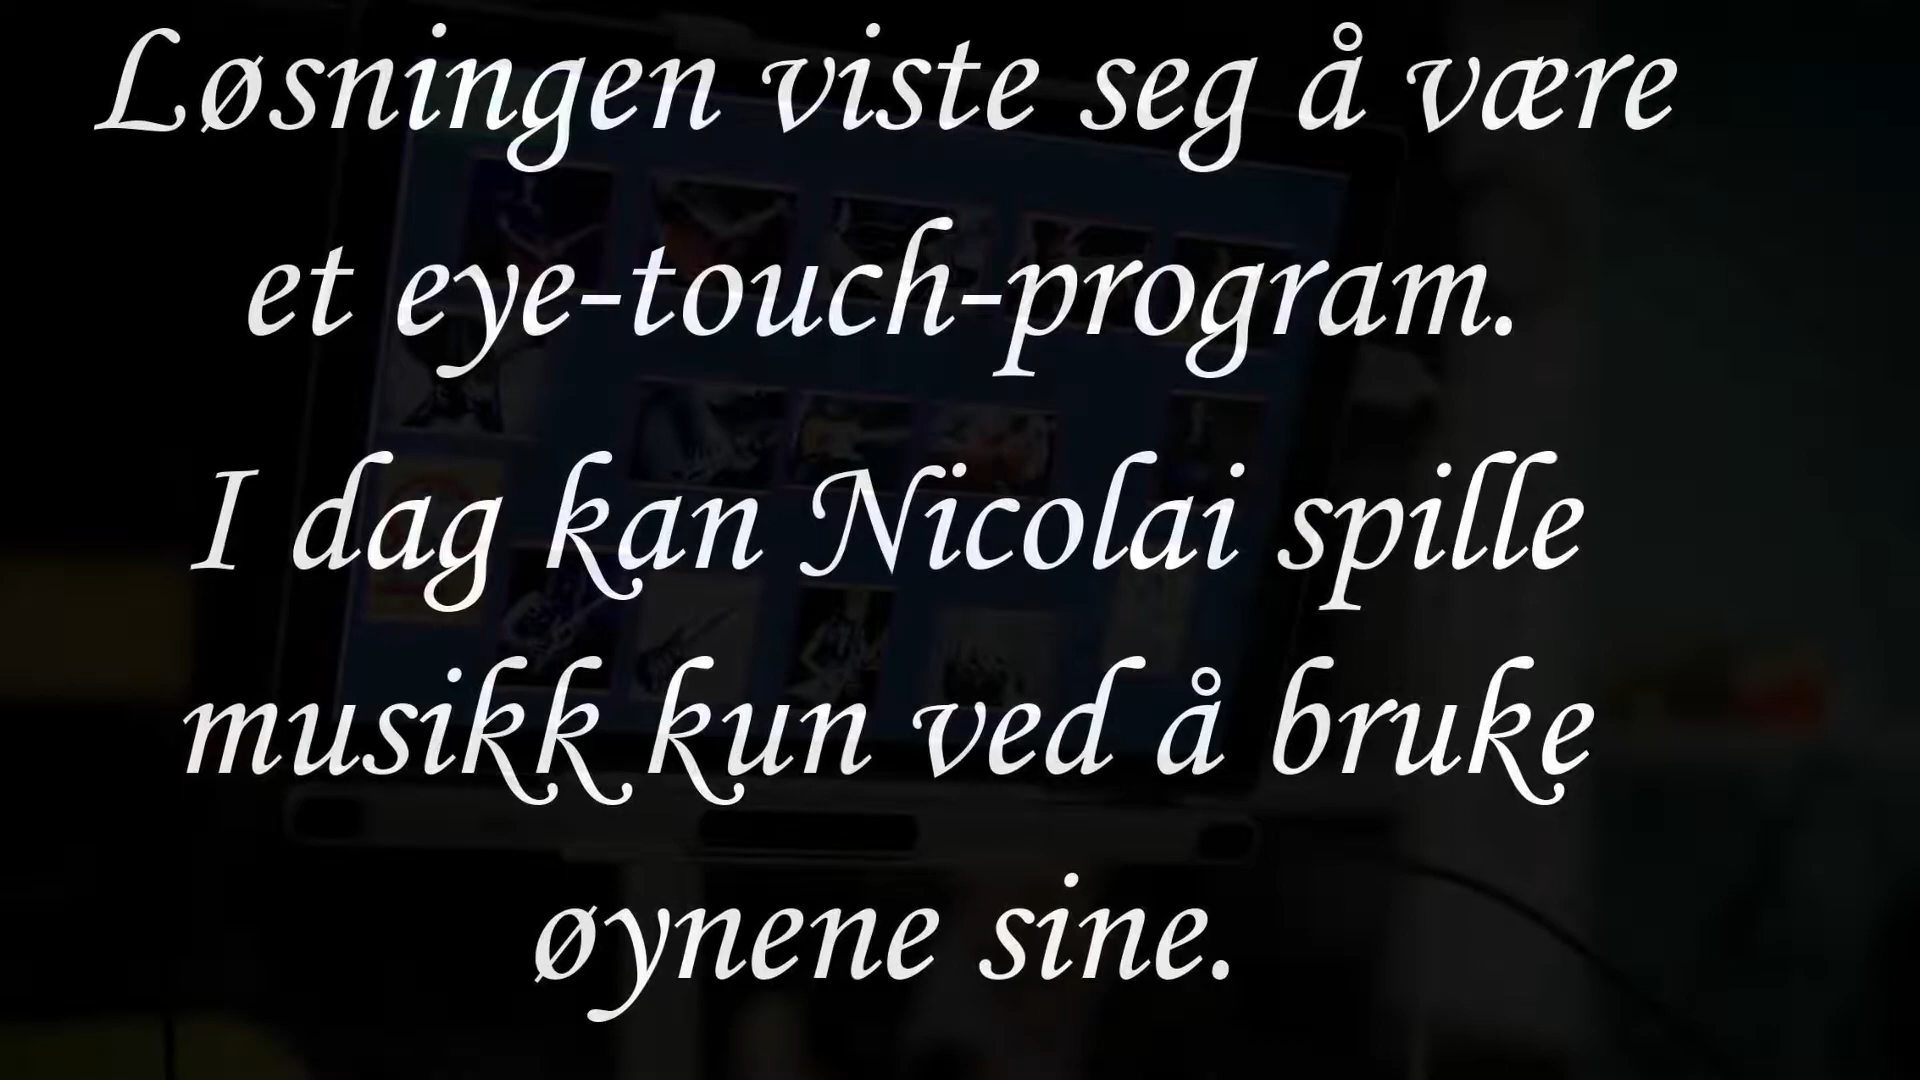 Løsningen viste seg å være
et eye-touch-program.
I dag kan Nicolai spille
musikk kun ved å bruke
øynene sine.